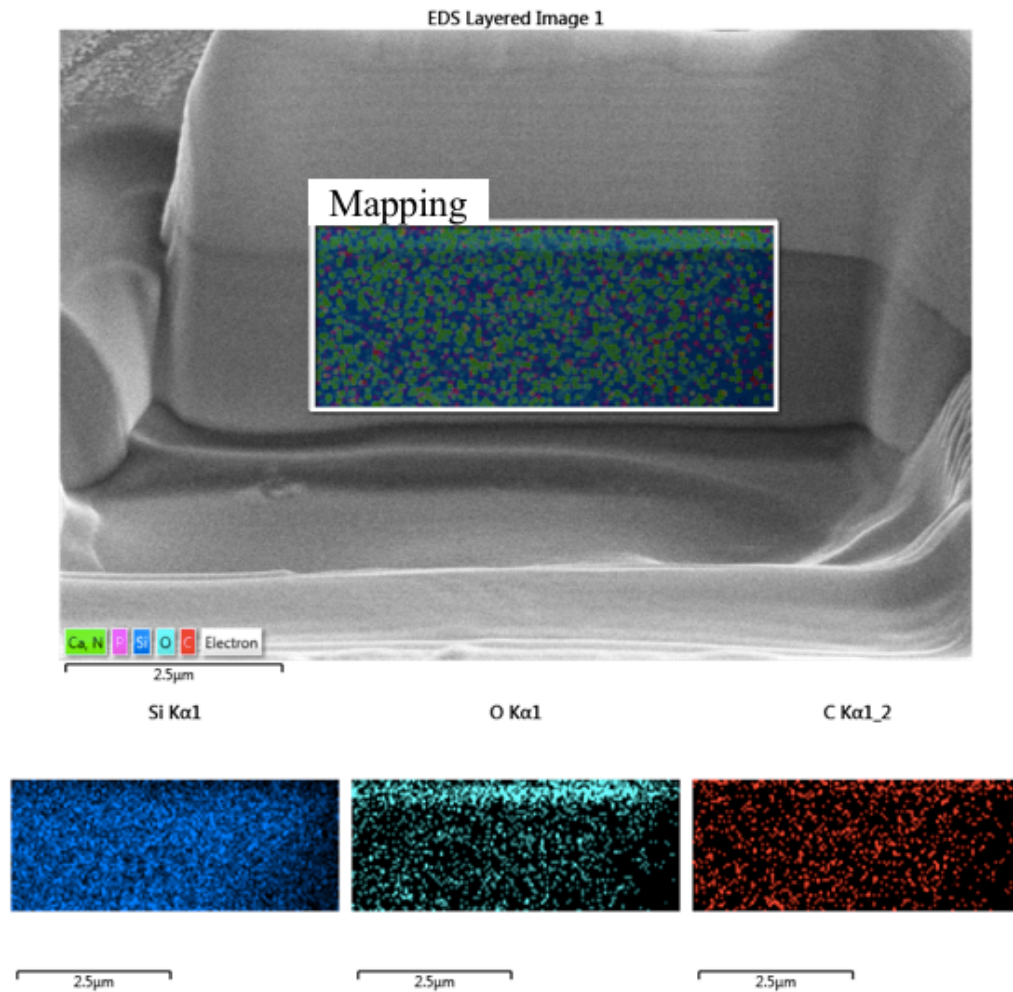 EDS Layered Image 1
Mapping
Ca, N P Si O C Electron
2.5μm
Si Kα1 O Kα1 C Kα1_2
2.5μm 2.5μm 2.5μm